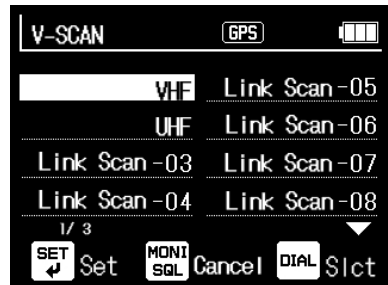 V-SCAN GPS
VHF Link Scan-05
UHF Link Scan-06
Link Scan-03 Link Scan-07
Link Scan-04 Link Scan-08
1/ 3
SET Set MONI SQL Cancel DIAL Slct